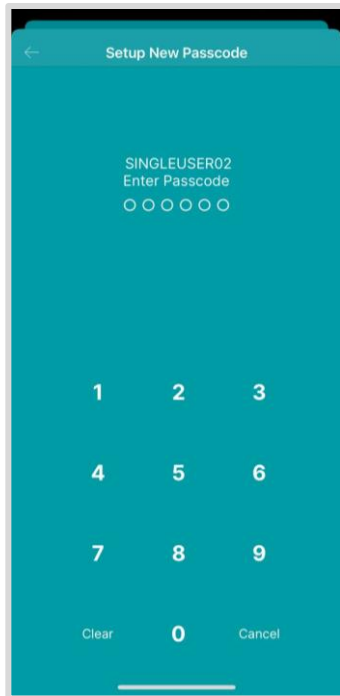 Setup New Passcode
SINGLEUSER02
Enter Passcode
1 2 3
4 5 6
7 8 9
Clear 0 Cancel